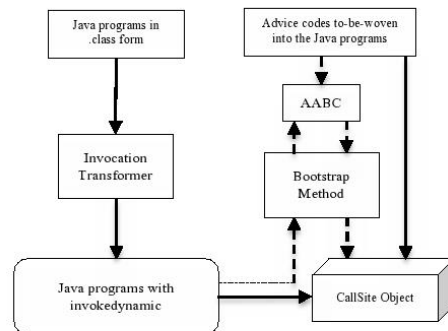 Java programs in
.class form
Advice codes to-be-woven
into the Java programs
AABC
Invocation
Transformer
Bootstrap
Method
Java programs with
invokedynamic
CallSite Object